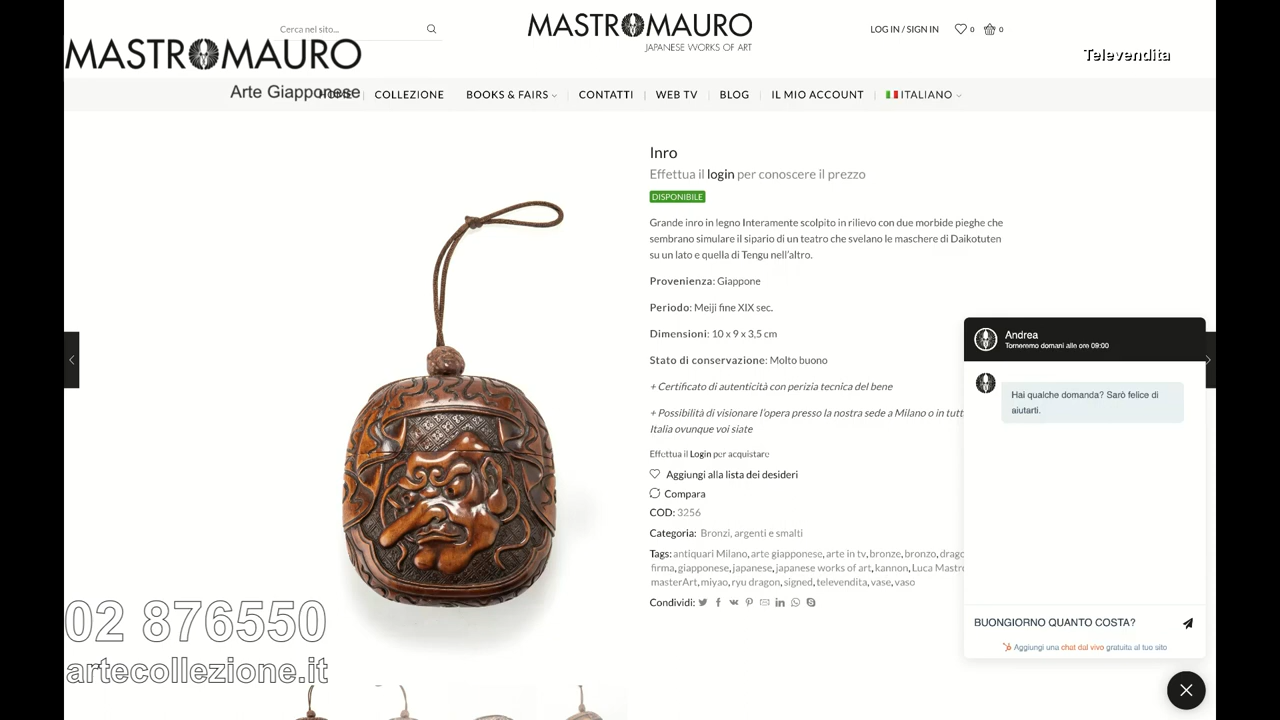 Cerca nel sito...
MASTROMAURO
JAPANESE WORKS OF ART
LOG IN / SIGN IN
0
0
MASTROMAURO
Televendita
Arte Giapponese
HOME
COLLEZIONE
BOOKS & FAIRS
CONTATTI
WEB TV
BLOG
IL MIO ACCOUNT
ITALIANO
Inro
Effettua il login per conoscere il prezzo
DISPONIBILE
Grande inro in legno Interamente scolpito in rilievo con due morbide pieghe che
sembrano simulare il sipario di un teatro che svelano le maschere di Daikotuten
su un lato e quella di Tengu nell'altro.
Provenienza: Giappone
Periodo: Meiji fine XIX sec.
Dimensioni: 10 x 9 x 3,5 cm
Stato di conservazione: Molto buono
+ Certificato di autenticità con perizia tecnica del bene
+ Possibilità di visionare l'opera presso la nostra sede a Milano o in tutt
Italia ovunque voi siate
Effettua il Login per acquistare
Aggiungi alla lista dei desideri
Compara
COD: 3256
Categoria: Bronzi, argenti e smalti
Tags: antiquari Milano, arte giapponese, arte in tv, bronze, bronzo, drago
firma, giapponese, japanese, japanese works of art, kannon, Luca Mastro
masterArt, miyao, ryu dragon, signed, televendita, vase, vaso
Condividi:
Andrea
Torneremo domani alle ore 09:00
Hai qualche domanda? Sarò felice di
aiutarti.
BUONGIORNO QUANTO COSTA?
Aggiungi una chat dal vivo gratuita al tuo sito
02 876550
artecollezione.it